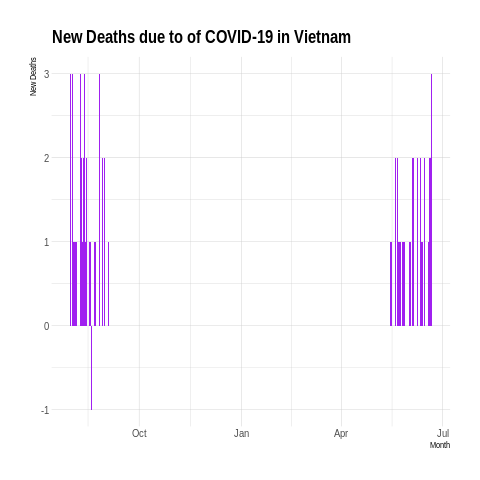 New Deaths due to of COVID-19 in Vietnam
New Deaths
3
2
1
0
-1
Oct
Jan
Apr
Jul
Month